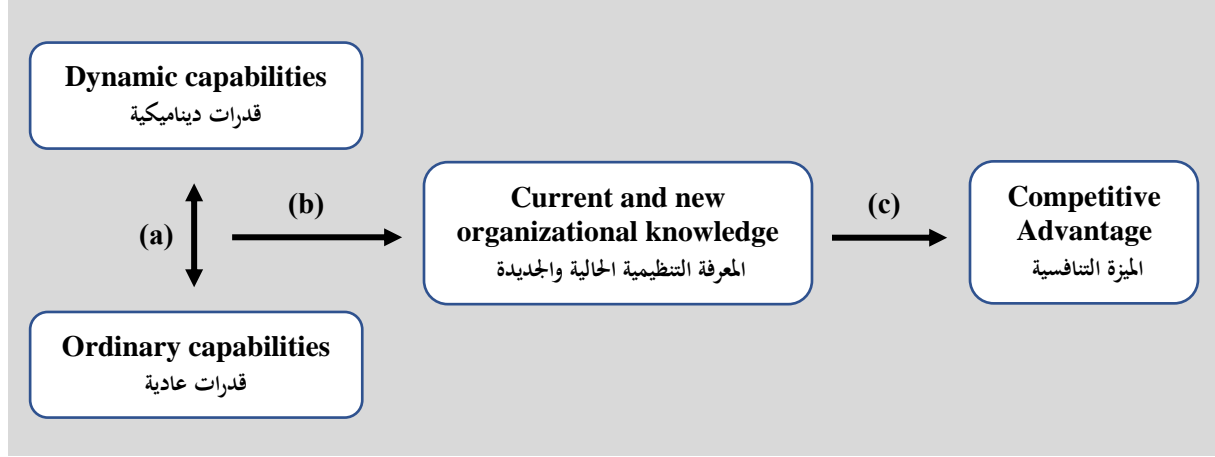 Dynamic capabilities
قدرات ديناميكية
(a)
Ordinary capabilities
قدرات عادية
(b)
Current and new
organizational knowledge
المعرفة التنظيمية الحالية والجديدة
(c)
Competitive
Advantage
الميزة التنافسية